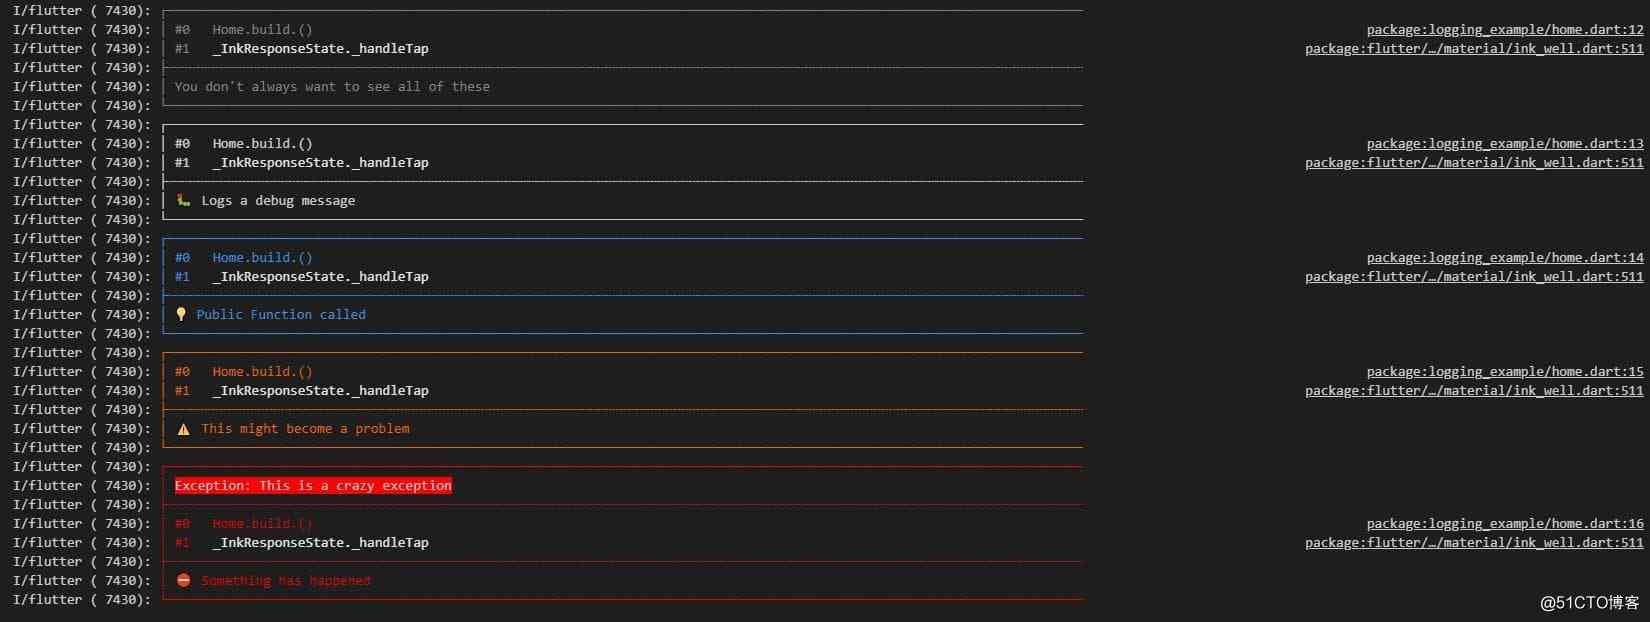 I/flutter ( 7430):
I/flutter ( 7430): #0 Home.build.() package:logging_example/home.dart:12
I/flutter ( 7430): #1 _InkResponseState._handleTap package:flutter/…/material/ink_well.dart:511
I/flutter ( 7430):
I/flutter ( 7430): You don't always want to see all of these
I/flutter ( 7430):
I/flutter ( 7430):
I/flutter ( 7430): #0 Home.build.() package:logging_example/home.dart:13
I/flutter ( 7430): #1 _InkResponseState._handleTap package:flutter/…/material/ink_well.dart:511
I/flutter ( 7430):
I/flutter ( 7430): 🐛 Logs a debug message
I/flutter ( 7430):
I/flutter ( 7430):
I/flutter ( 7430): #0 Home.build.() package:logging_example/home.dart:14
I/flutter ( 7430): #1 _InkResponseState._handleTap package:flutter/…/material/ink_well.dart:511
I/flutter ( 7430):
I/flutter ( 7430): 💡 Public Function called
I/flutter ( 7430):
I/flutter ( 7430):
I/flutter ( 7430): #0 Home.build.() package:logging_example/home.dart:15
I/flutter ( 7430): #1 _InkResponseState._handleTap package:flutter/…/material/ink_well.dart:511
I/flutter ( 7430):
I/flutter ( 7430): ⚠️ This might become a problem
I/flutter ( 7430):
I/flutter ( 7430):
I/flutter ( 7430): Exception: This is a crazy exception
I/flutter ( 7430):
I/flutter ( 7430): #0 Home.build.() package:logging_example/home.dart:16
I/flutter ( 7430): #1 _InkResponseState._handleTap package:flutter/…/material/ink_well.dart:511
I/flutter ( 7430):
I/flutter ( 7430): ⛔ Something has happened
I/flutter ( 7430):
@51CTO博客